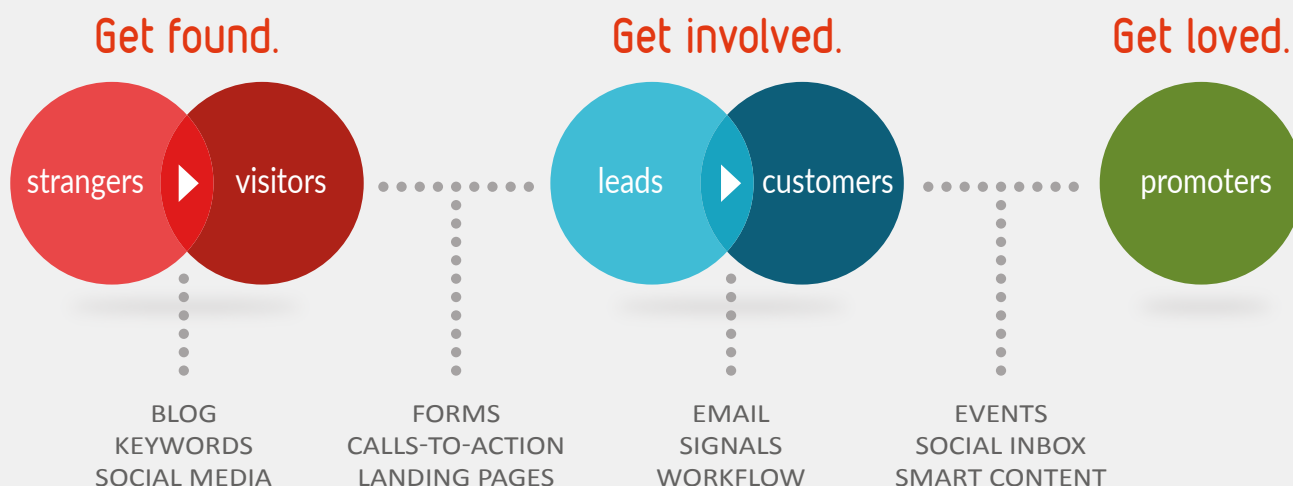 Get found.
Get involved.
Get loved.
strangers
visitors
leads
customers
promoters
BLOG
KEYWORDS
SOCIAL MEDIA
FORMS
CALLS-TO-ACTION
LANDING PAGES
EMAIL
SIGNALS
WORKFLOW
EVENTS
SOCIAL INBOX
SMART CONTENT